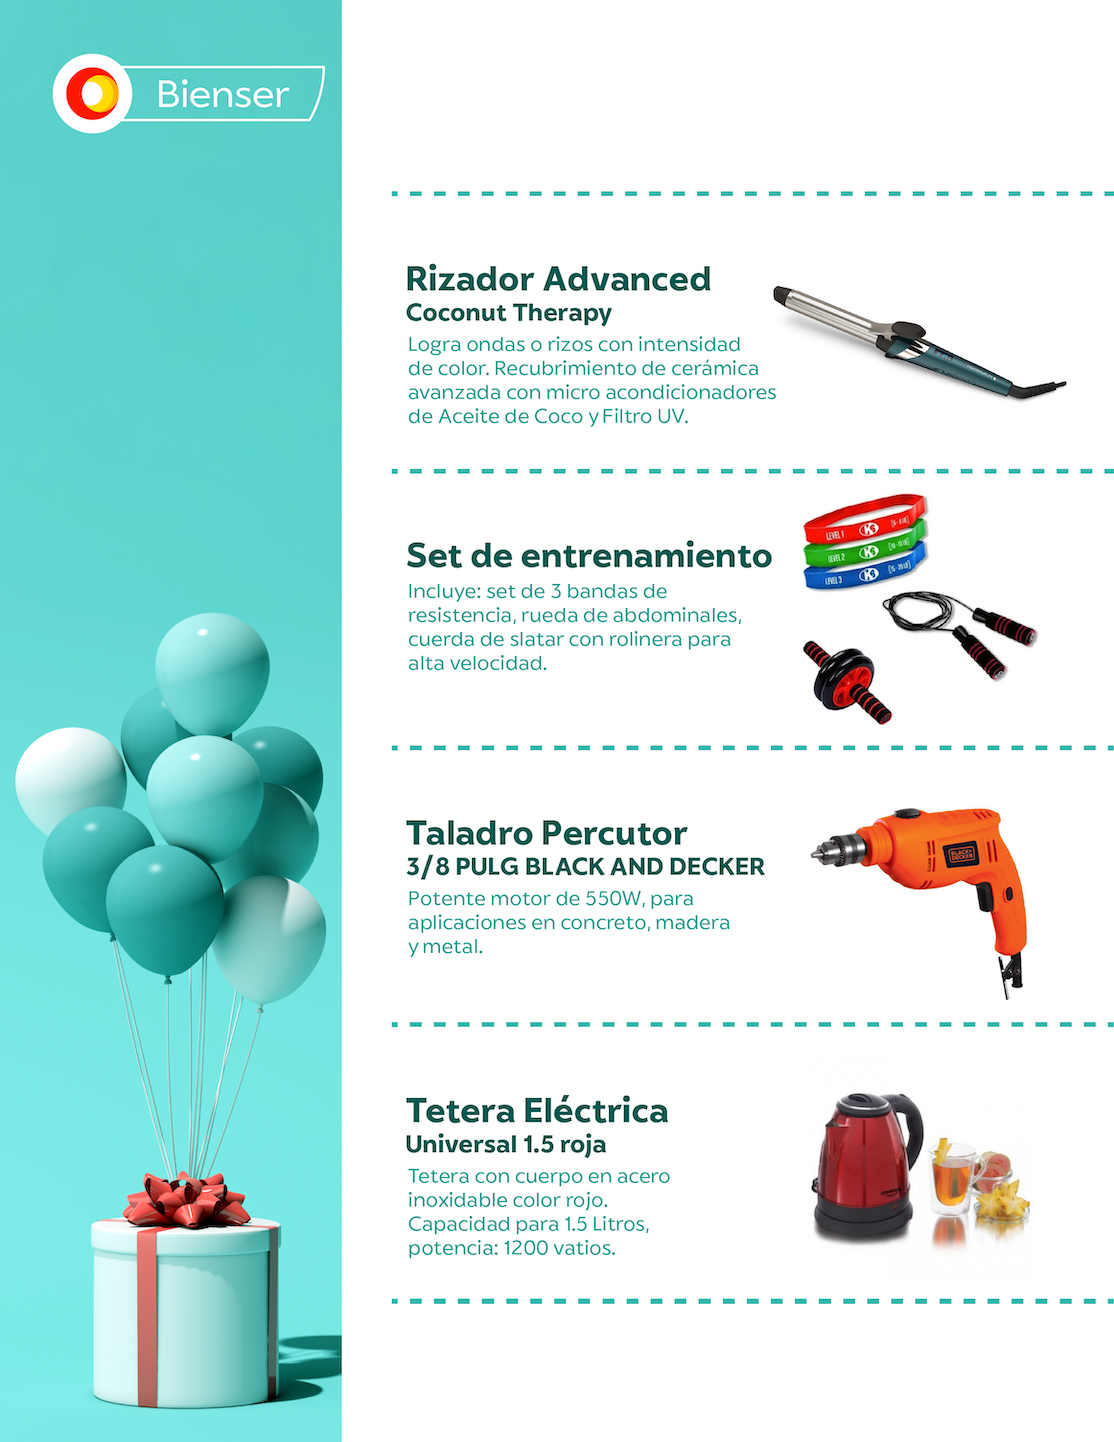 Bienser
Rizador Advanced
Coconut Therapy
Logra ondas o rizos con intensidad
de color. Recubrimiento de cerámica
avanzada con micro acondicionadores
de Aceite de Coco y Filtro UV.
Set de entrenamiento
Incluye: set de 3 bandas de
resistencia, rueda de abdominales,
cuerda de slatar con rolinera para
alta velocidad.
LEVEL 1
LEVEL 2
LEVEL 3
Taladro Percutor
3/8 PULG BLACK AND DECKER
Potente motor de 550W, para
aplicaciones en concreto, madera
y metal.
BLACK+
DECKER
Tetera Eléctrica
Universal 1.5 roja
Tetera con cuerpo en acero
inoxidable color rojo.
Capacidad para 1.5 Litros,
potencia: 1200 vatios.